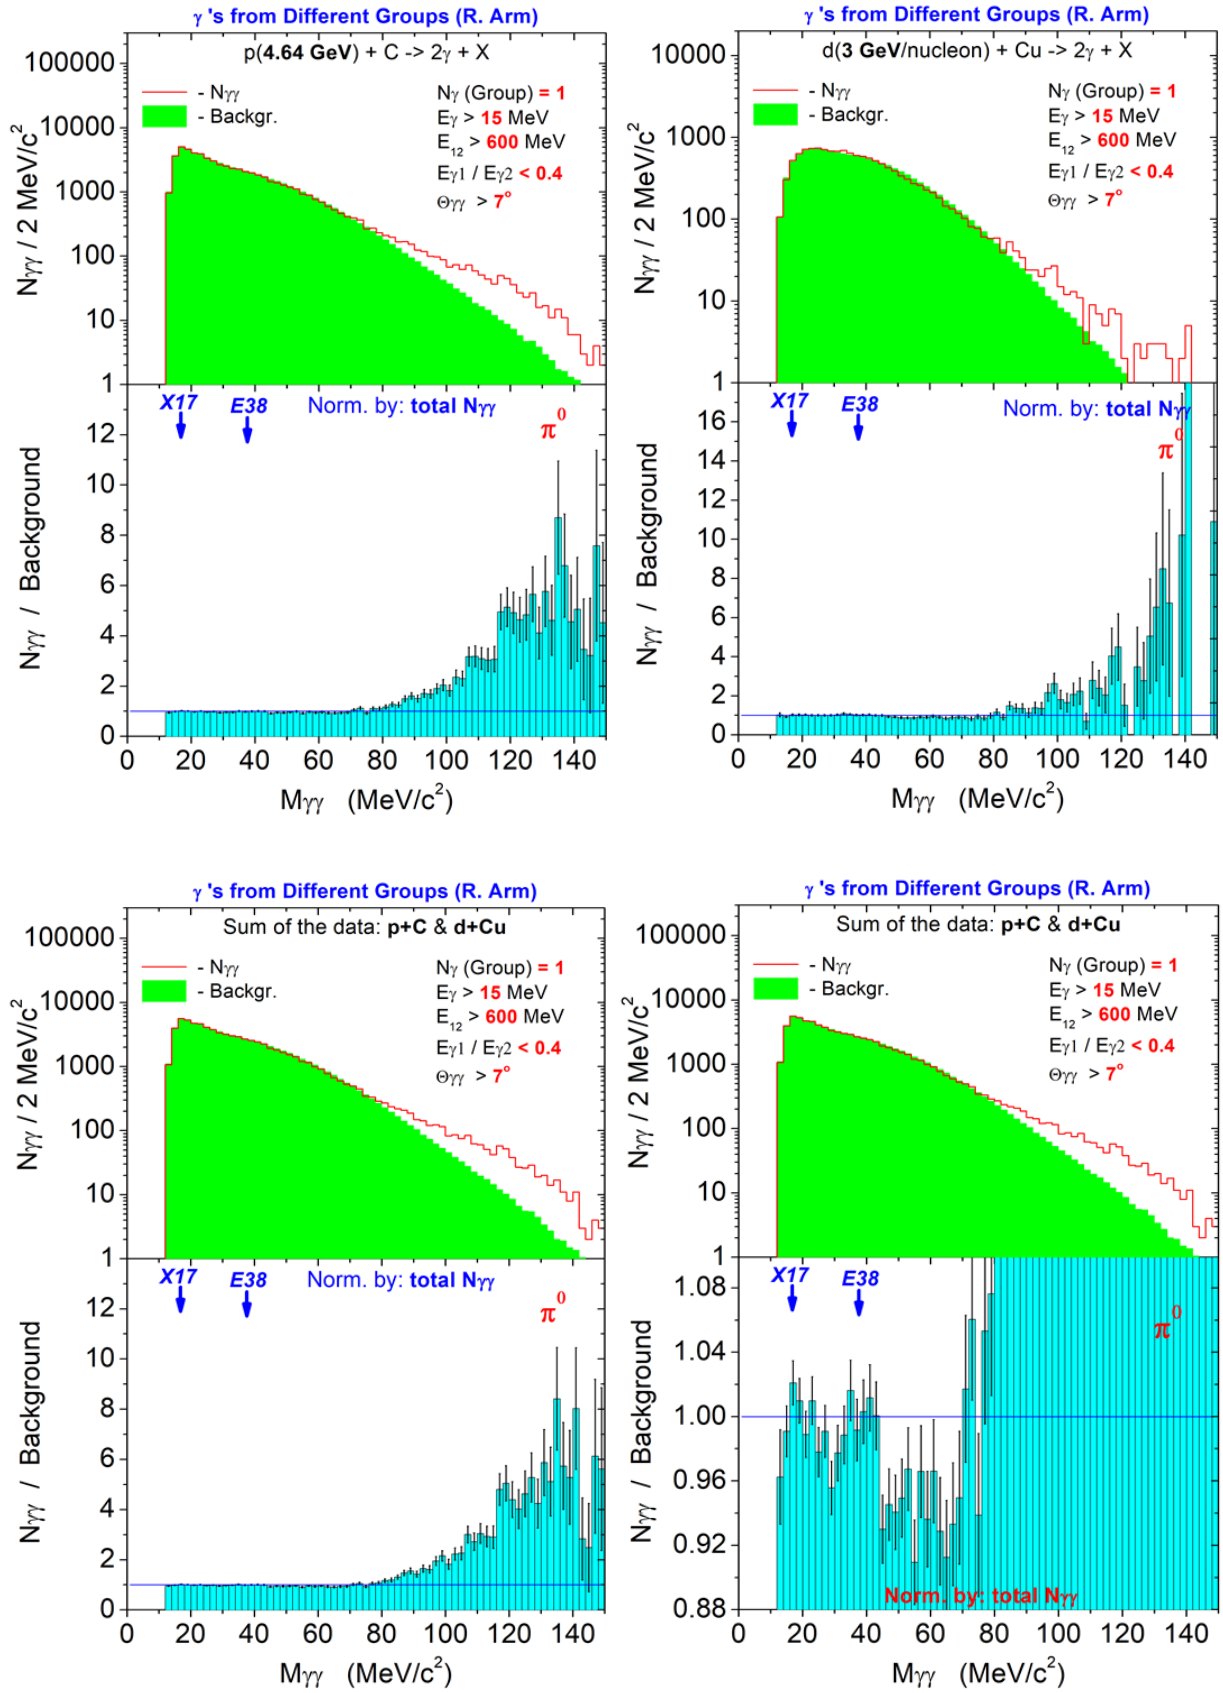 γ 's from Different Groups (R. Arm)
p(4.64 GeV) + C -> 2γ + X
100000
- Nγγ
- Backgr.
Nγ (Group) = 1
Eγ > 15 MeV
E12 > 600 MeV
Eγ1 / Eγ2 < 0.4
Θγγ > 7°
10000
1000
100
10
1
Nγγ / 2 MeV/c²
X17
E38
Norm. by: total Nγγ
π⁰
12
10
8
6
4
2
0
Nγγ / Background
0 20 40 60 80 100 120 140
Mγγ (MeV/c²)
γ 's from Different Groups (R. Arm)
d(3 GeV/nucleon) + Cu -> 2γ + X
10000
- Nγγ
- Backgr.
Nγ (Group) = 1
Eγ > 15 MeV
E12 > 600 MeV
Eγ1 / Eγ2 < 0.4
Θγγ > 7°
1000
100
10
1
Nγγ / 2 MeV/c²
X17
E38
Norm. by: total Nγγ
π⁰
16
14
12
10
8
6
4
2
0
Nγγ / Background
0 20 40 60 80 100 120 140
Mγγ (MeV/c²)
γ 's from Different Groups (R. Arm)
Sum of the data: p+C & d+Cu
100000
- Nγγ
- Backgr.
Nγ (Group) = 1
Eγ > 15 MeV
E12 > 600 MeV
Eγ1 / Eγ2 < 0.4
Θγγ > 7°
10000
1000
100
10
1
Nγγ / 2 MeV/c²
X17
E38
Norm. by: total Nγγ
π⁰
12
10
8
6
4
2
0
Nγγ / Background
0 20 40 60 80 100 120 140
Mγγ (MeV/c²)
γ 's from Different Groups (R. Arm)
Sum of the data: p+C & d+Cu
100000
- Nγγ
- Backgr.
Nγ (Group) = 1
Eγ > 15 MeV
E12 > 600 MeV
Eγ1 / Eγ2 < 0.4
Θγγ > 7°
10000
1000
100
10
1
Nγγ / 2 MeV/c²
X17
E38
π⁰
1.08
1.04
1.00
0.96
0.92
0.88
Nγγ / Background
Norm. by: total Nγγ
0 20 40 60 80 100 120 140
Mγγ (MeV/c²)